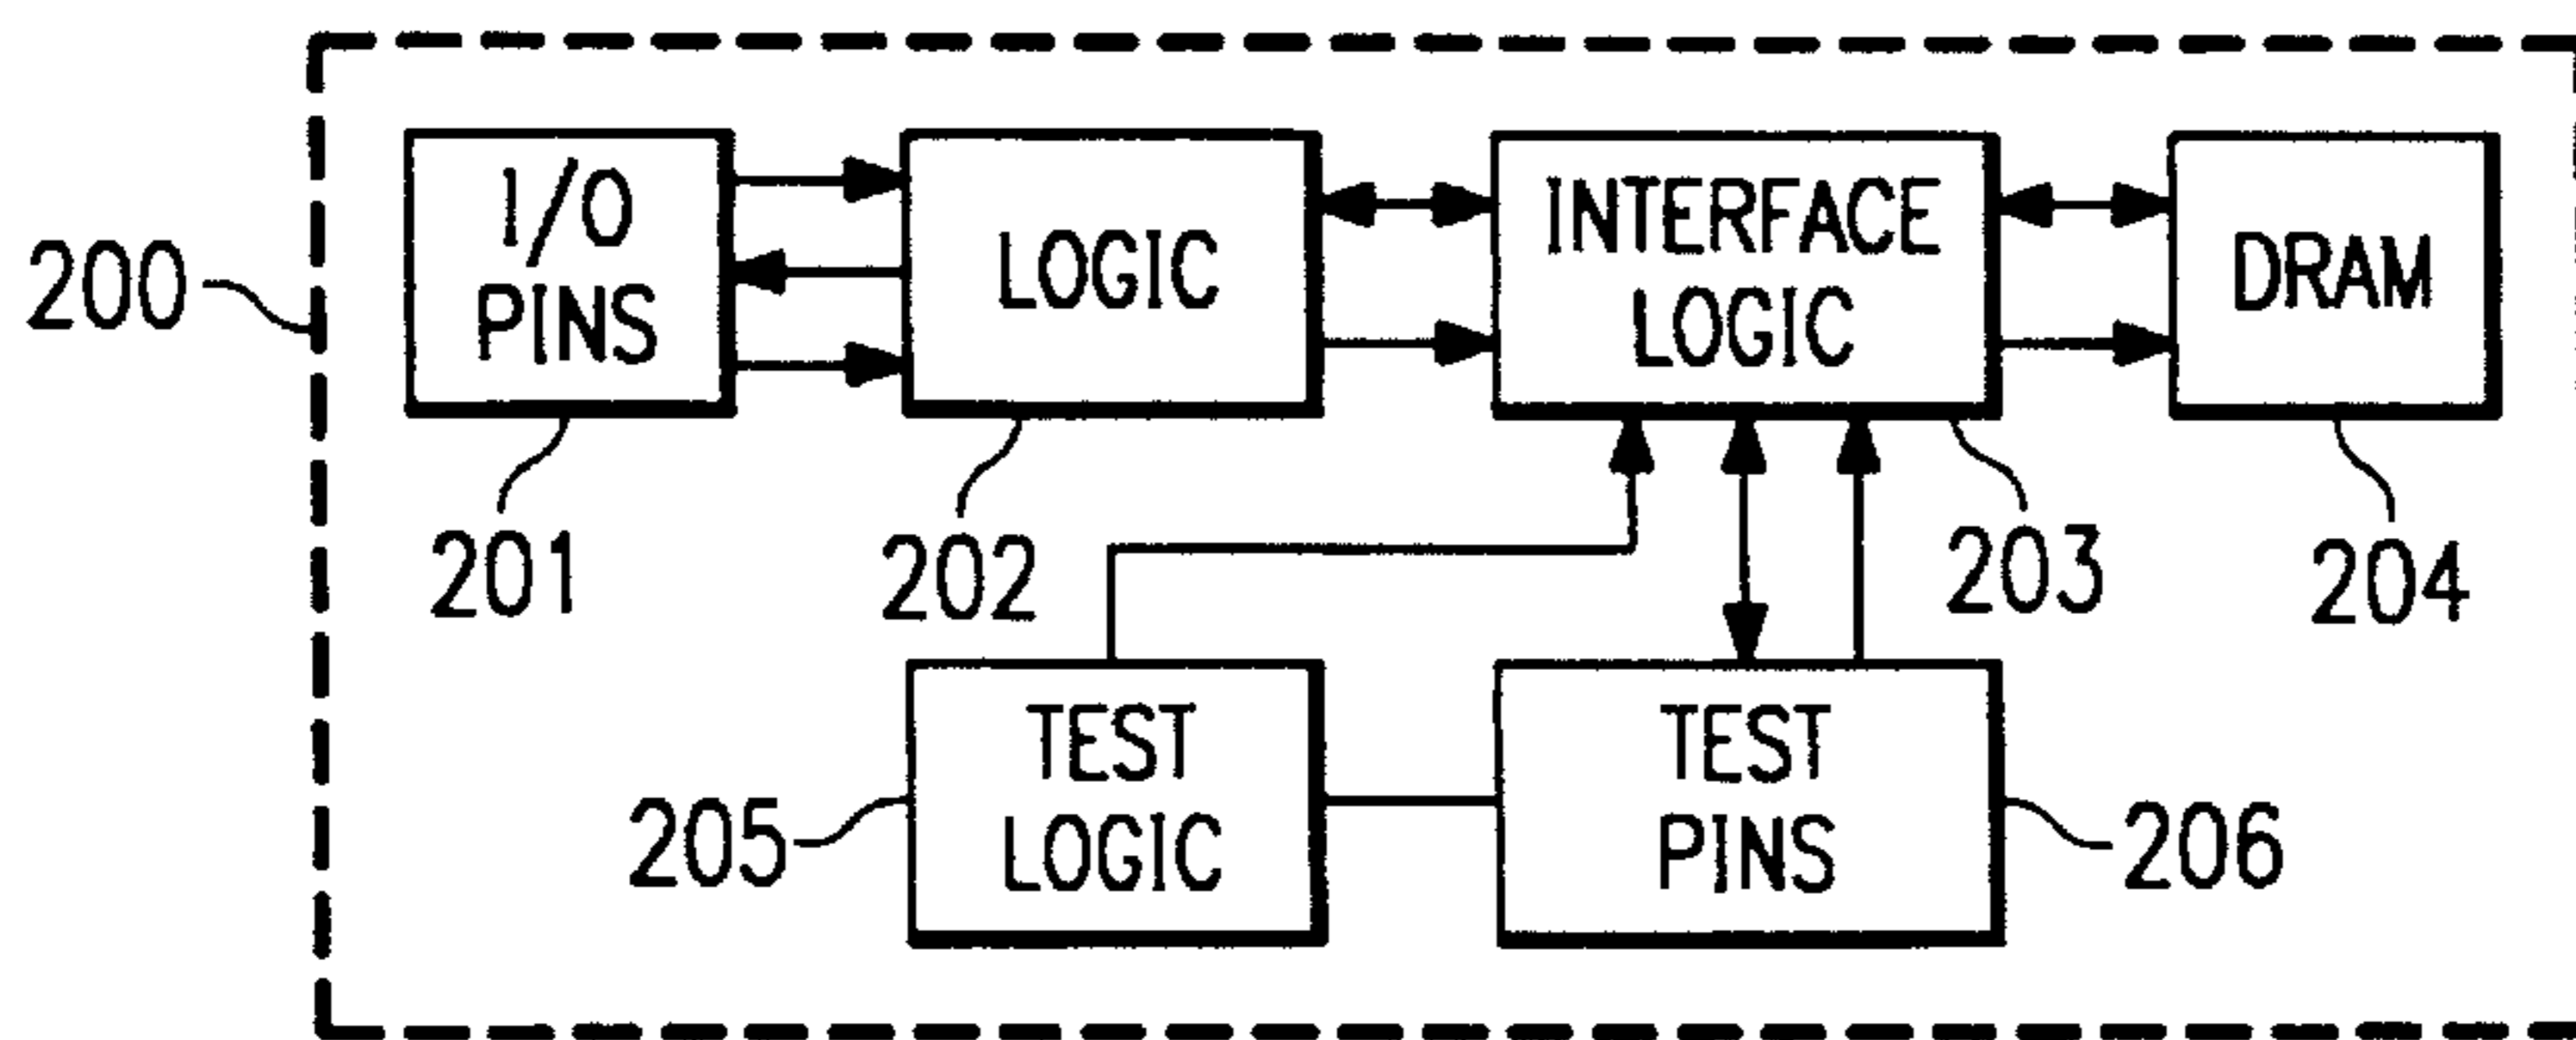 I/O
PINS
LOGIC
INTERFACE
LOGIC
DRAM
200
201
202
203
204
TEST
LOGIC
TEST
PINS
205
206